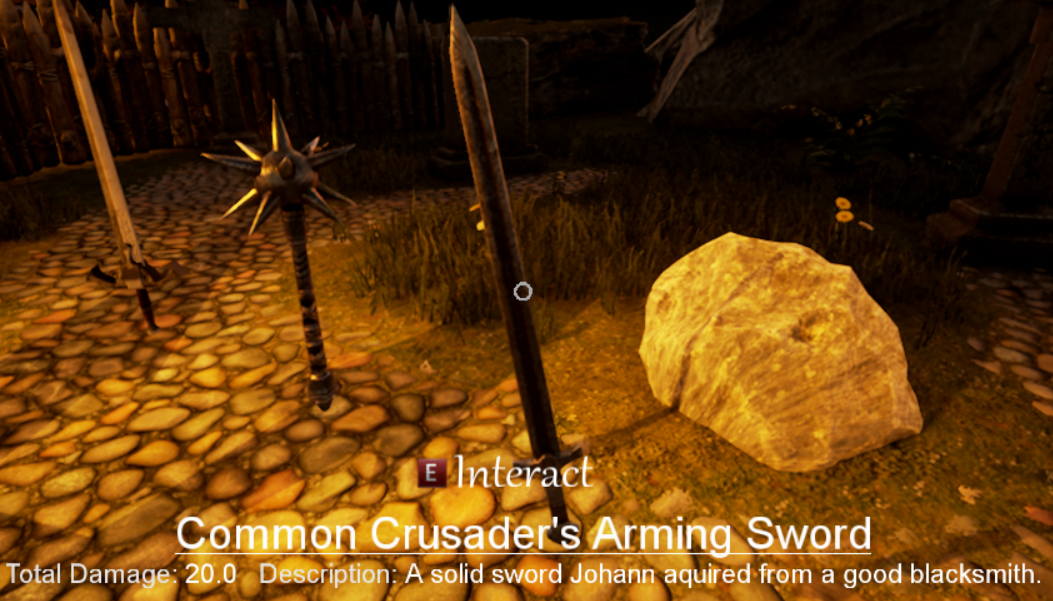 E Interact
Common Crusader's Arming Sword
Total Damage: 20.0 Description: A solid sword Johann aquired from a good blacksmith.